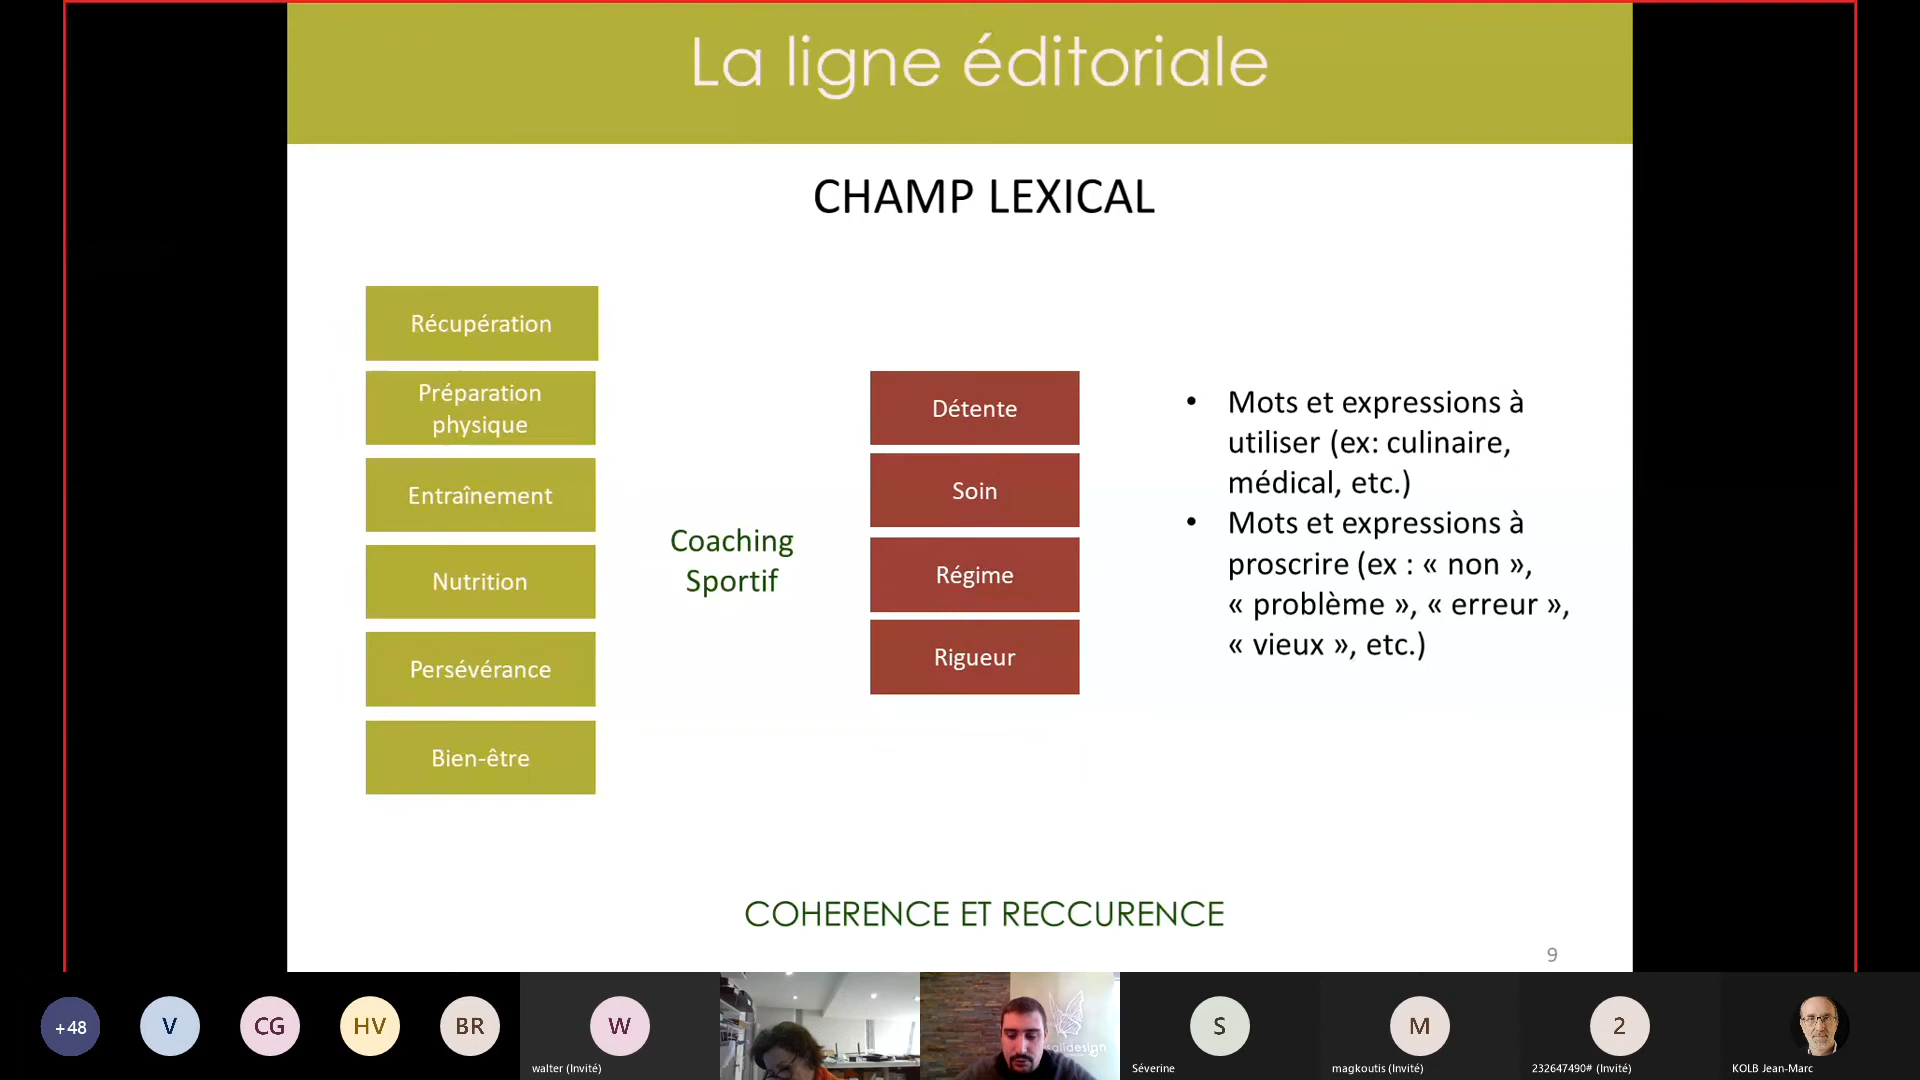 La ligne éditoriale
CHAMP LEXICAL
Récupération
Préparation
physique
Entraînement
Nutrition
Persévérance
Bien-être
Coaching
Sportif
Détente
Soin
Régime
Rigueur
• Mots et expressions à
utiliser (ex: culinaire,
médical, etc.)
• Mots et expressions à
proscrire (ex : « non »,
« problème », « erreur »,
« vieux », etc.)
COHERENCE ET RECCURENCE
9
+48
V
CG
HV
BR
W
walter (Invité)
salidesign
S
Séverine
M
magkoutis (Invité)
2
232647490# (Invité)
KOLB Jean-Marc